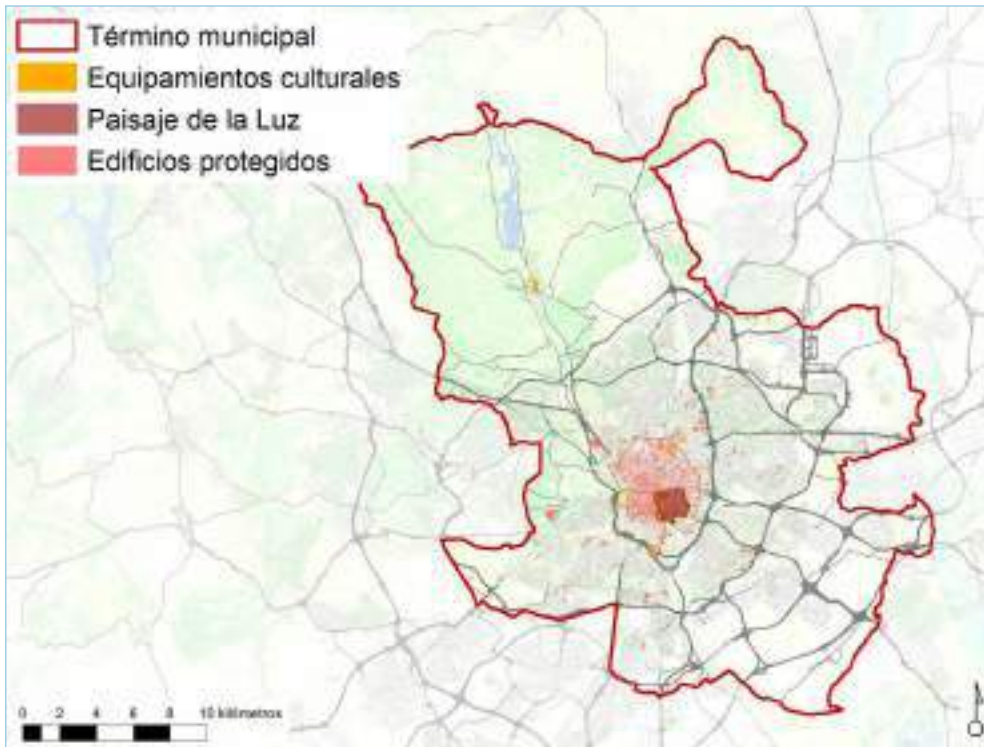 Término municipal
Equipamientos culturales
Paisaje de la Luz
Edificios protegidos
0 2 4 6 8 10 kilómetros